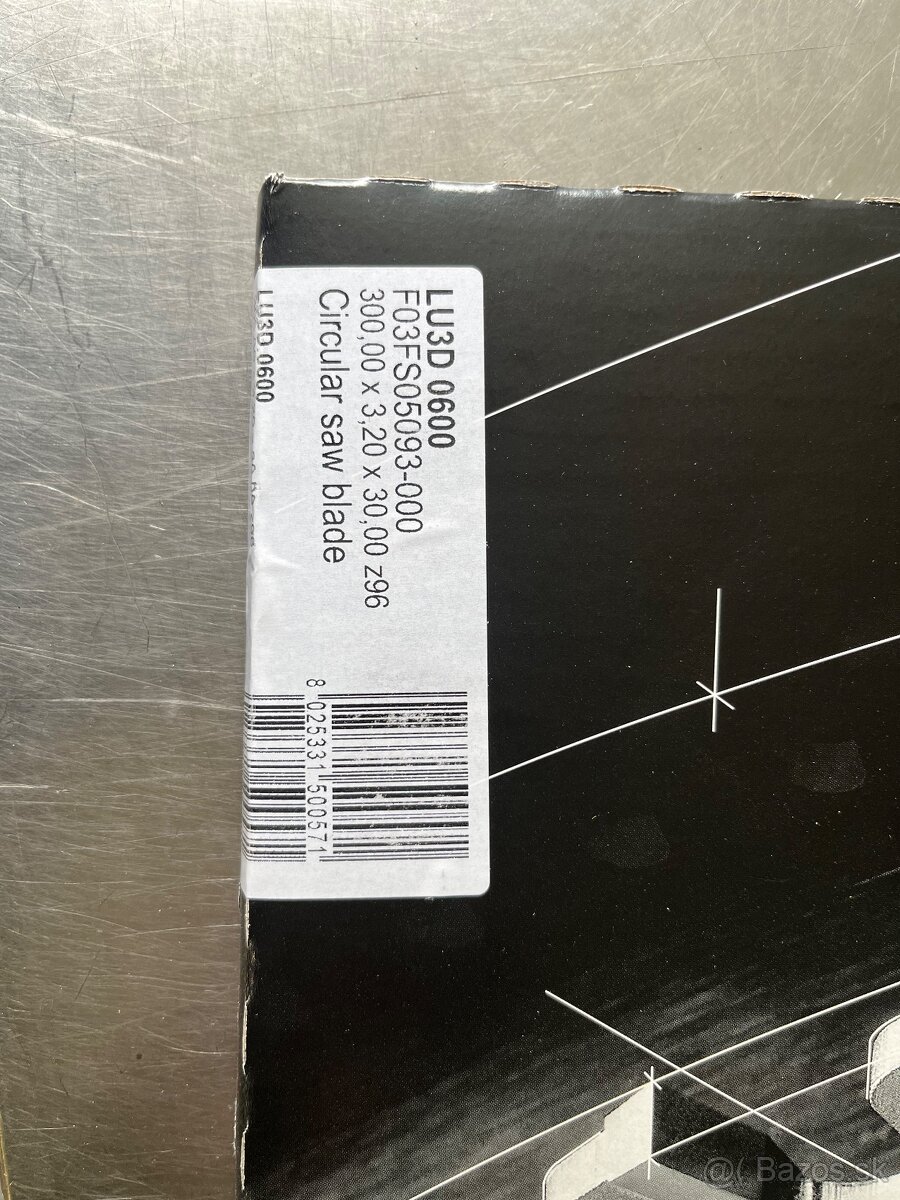 LU3D 0600
F03FS05093-000
300,00 x 3,20 x 30,00 z96
Circular saw blade
8 025331 500571
LU3D 0600
@( Bazos.sk